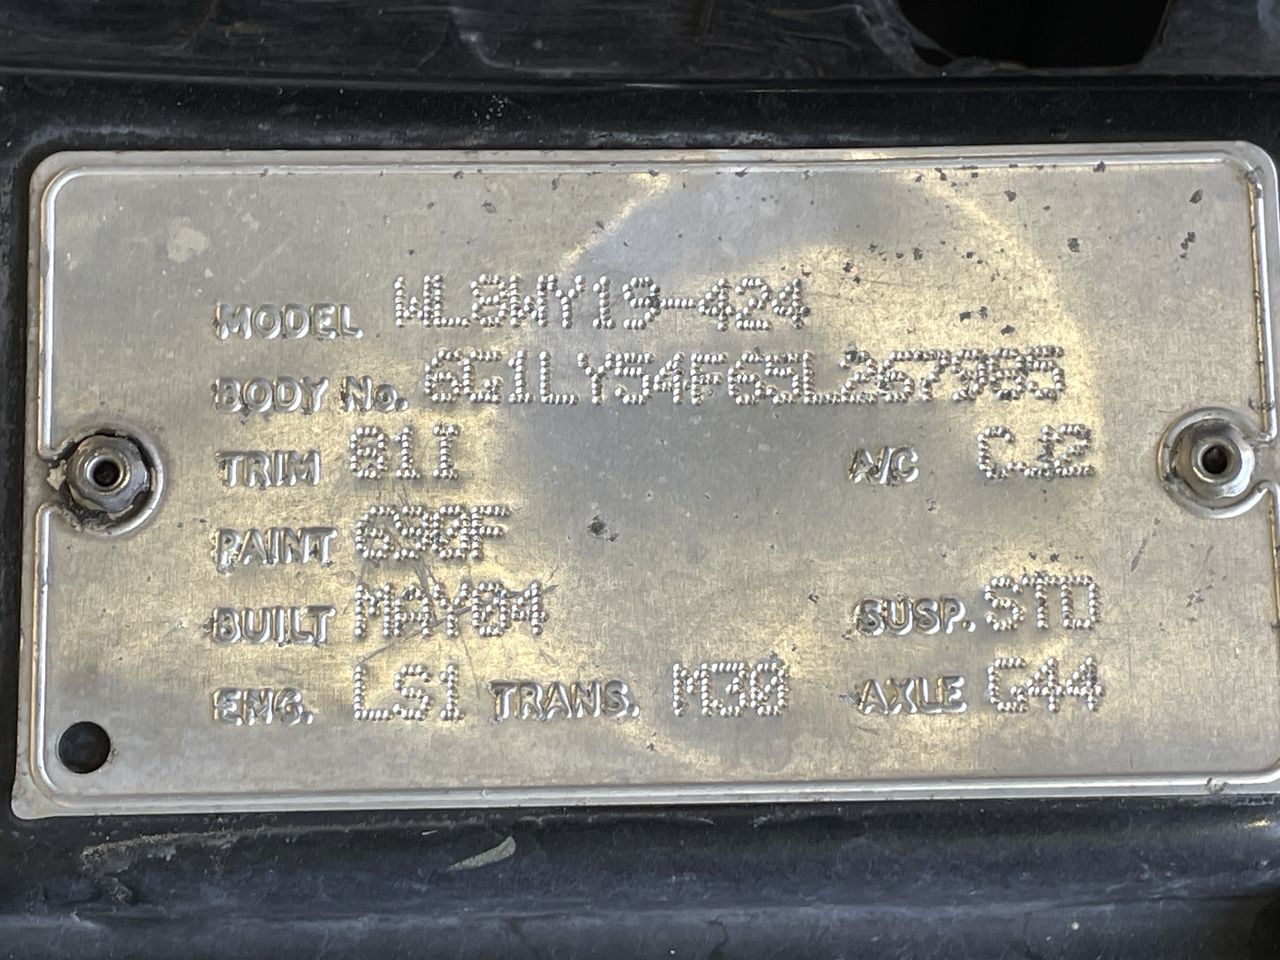 MODEL WL8WY19-424
BODY No. 6G1LY54F65L267985
TRIM 81I A/C CJ2
PAINT 690F
BUILT MAY04 SUSP. STD
ENG. LS1 TRANS. M30 AXLE G44